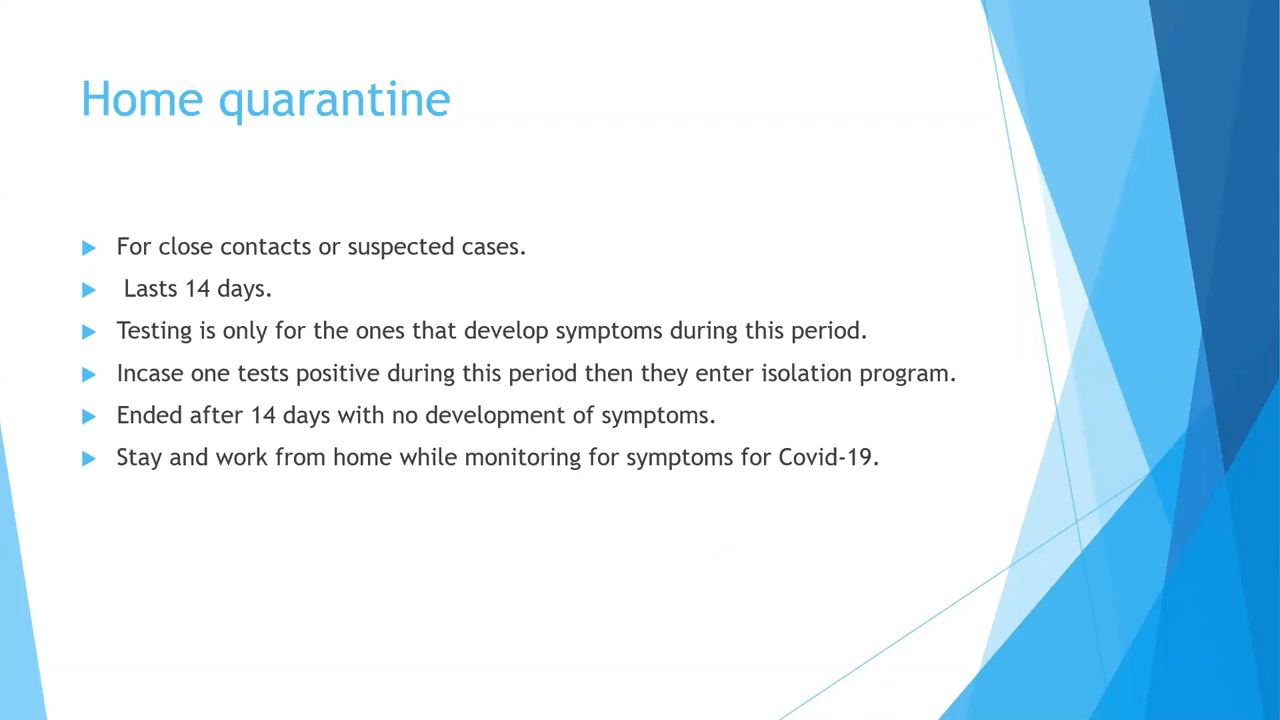 Home quarantine
For close contacts or suspected cases.
Lasts 14 days.
Testing is only for the ones that develop symptoms during this period.
Incase one tests positive during this period then they enter isolation program.
Ended after 14 days with no development of symptoms.
Stay and work from home while monitoring for symptoms for Covid-19.